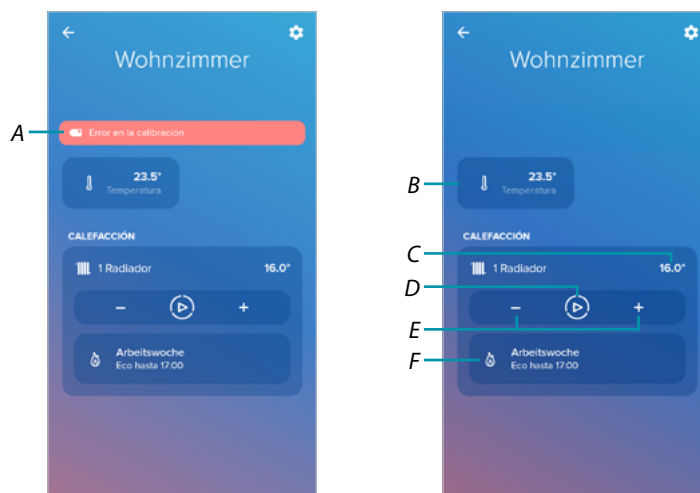 Wohnzimmer
A
Error en la calibración
23.5°
Temperatura
CALEFACCIÓN
1 Radiador
16.0°
Arbeitswoche
Eco hasta 17:00
Wohnzimmer
B
23.5°
Temperatura
CALEFACCIÓN
C
1 Radiador
16.0°
D
E
F
Arbeitswoche
Eco hasta 17:00